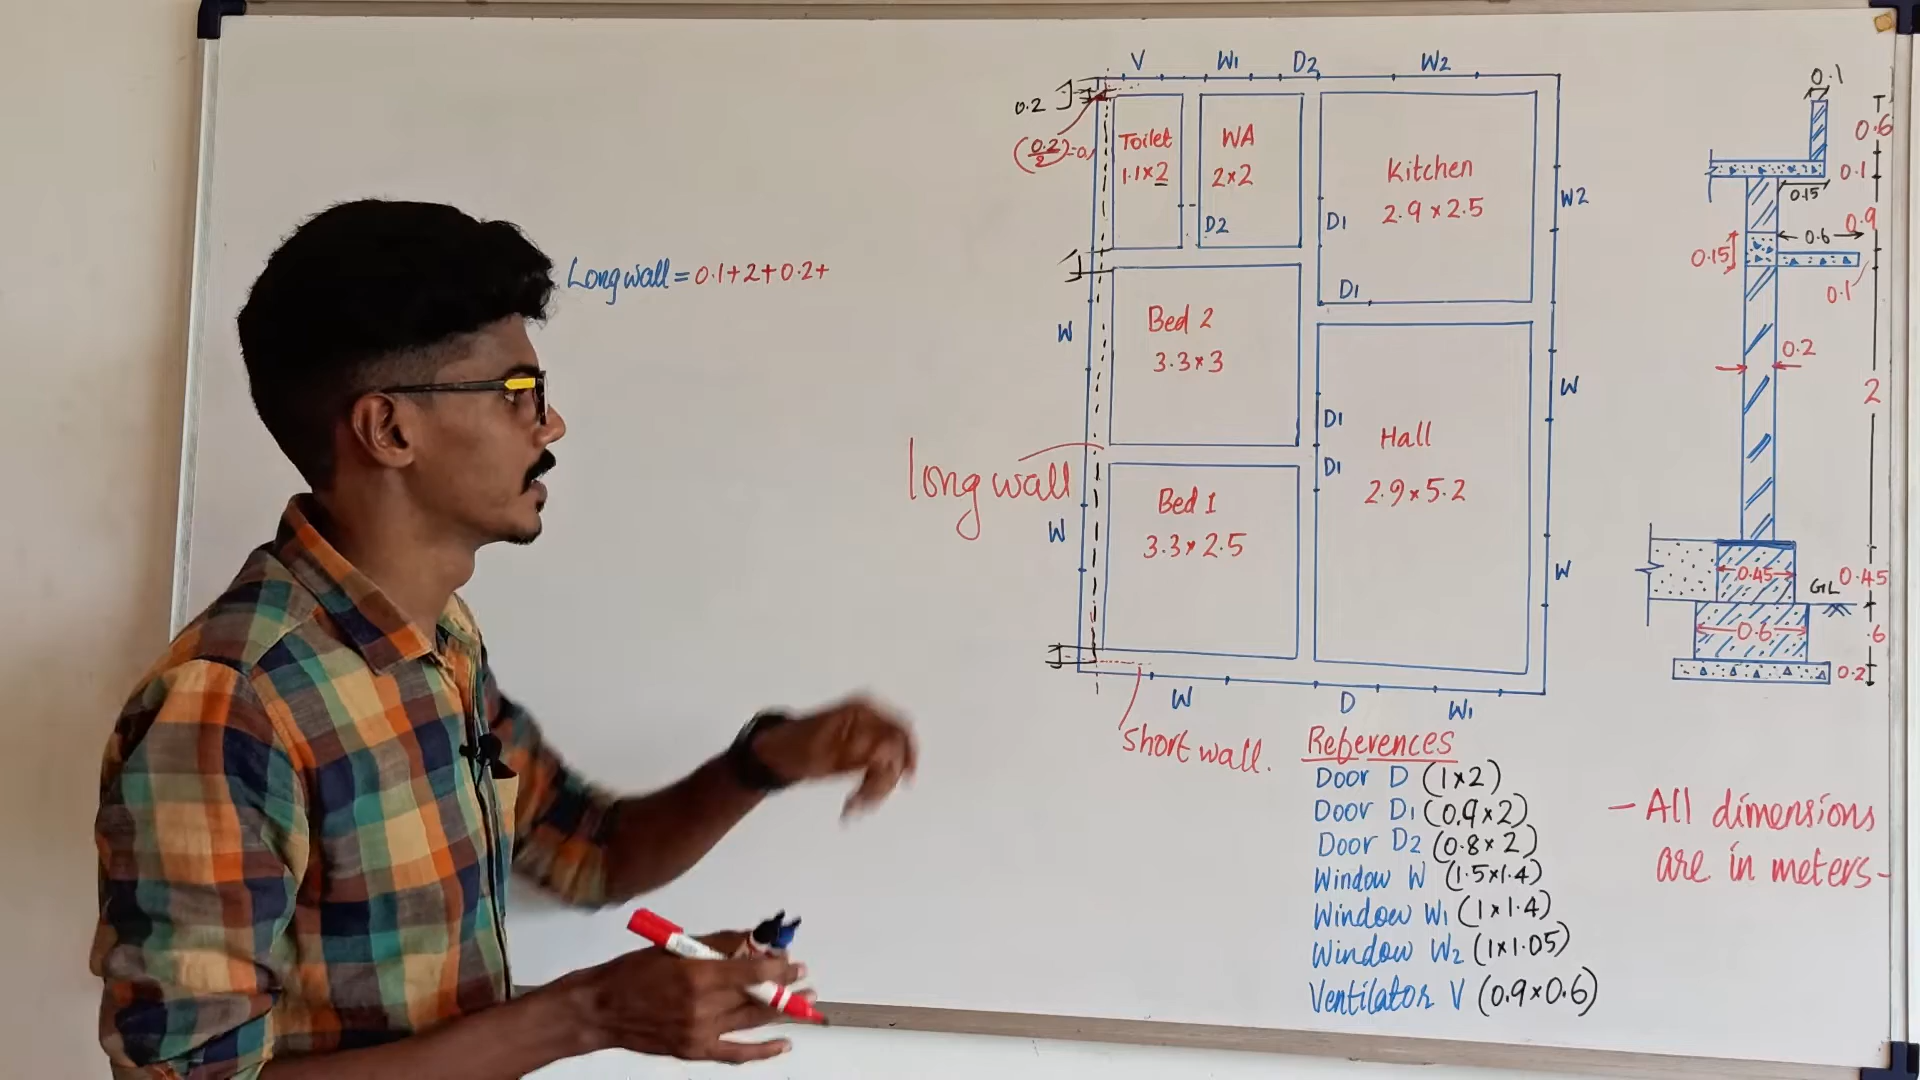 Long wall = 0.1+2+0.2+
V W1 D2 W2
0.2
Toilet
1.1×2
WA
2×2
D2
Kitchen
2.9×2.5
D1
D1
W2
Bed 2
3.3×3
W
D1
D1
Hall
2.9×5.2
W
long wall
Bed 1
3.3×2.5
W
W
W D W1
short wall.
0.1
0.6
0.1
0.15
0.9
0.6
0.15
0.1
0.2
2
0.45
GL
0.45
0.6
.6
0.2
References
Door D (1×2)
Door D1 (0.9×2)
Door D2 (0.8×2)
Window W (1.5×1.4)
Window W1 (1×1.4)
Window W2 (1×1.05)
Ventilator V (0.9×0.6)
- All dimensions
are in meters-